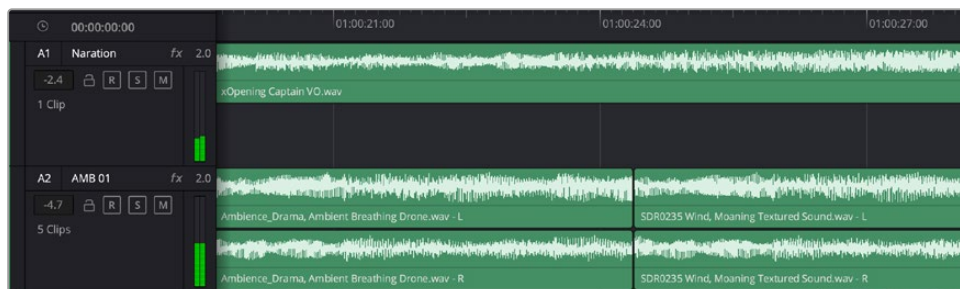 00:00:00:00 01:00:21:00 01:00:24:00 01:00:27:00
A1 Naration fx 2.0
-2.4 R S M
1 Clip
xOpening Captain VO.wav
A2 AMB 01 fx 2.0
-4.7 R S M
5 Clips
Ambience_Drama, Ambient Breathing Drone.wav - L SDR0235 Wind, Moaning Textured Sound.wav - L
Ambience_Drama, Ambient Breathing Drone.wav - R SDR0235 Wind, Moaning Textured Sound.wav - R